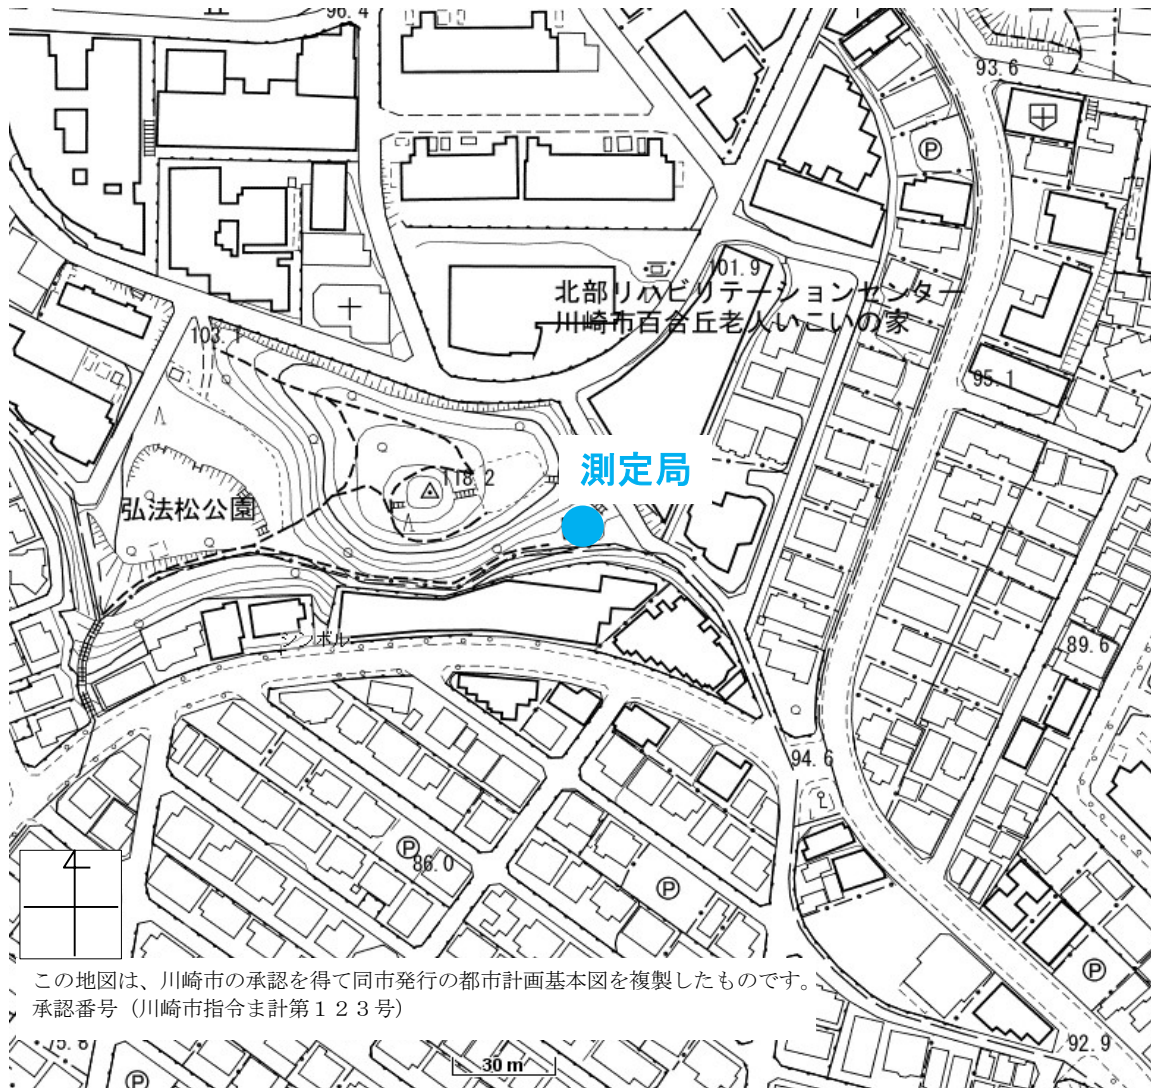 96.4
93.6
Ⓟ
101.9
北部リハビリテーションセンター
川崎市百合丘老人いこいの家
103.1
95.1
測定局
118.2
弘法松公園
シンボル
89.6
94.6
Ⓟ
86.0
Ⓟ
Ⓟ
この地図は、川崎市の承認を得て同市発行の都市計画基本図を複製したものです。
承認番号（川崎市指令ま計第１２３号）
75.8
30 m
92.9
Ⓟ